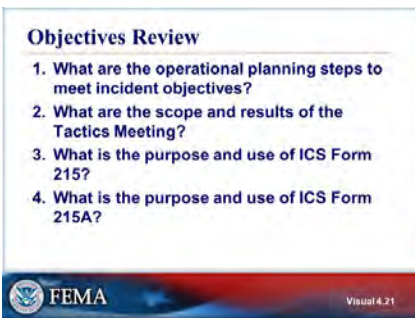 Objectives Review
1. What are the operational planning steps to
meet incident objectives?
2. What are the scope and results of the
Tactics Meeting?
3. What is the purpose and use of ICS Form
215?
4. What is the purpose and use of ICS Form
215A?
FEMA
Visual 4.21